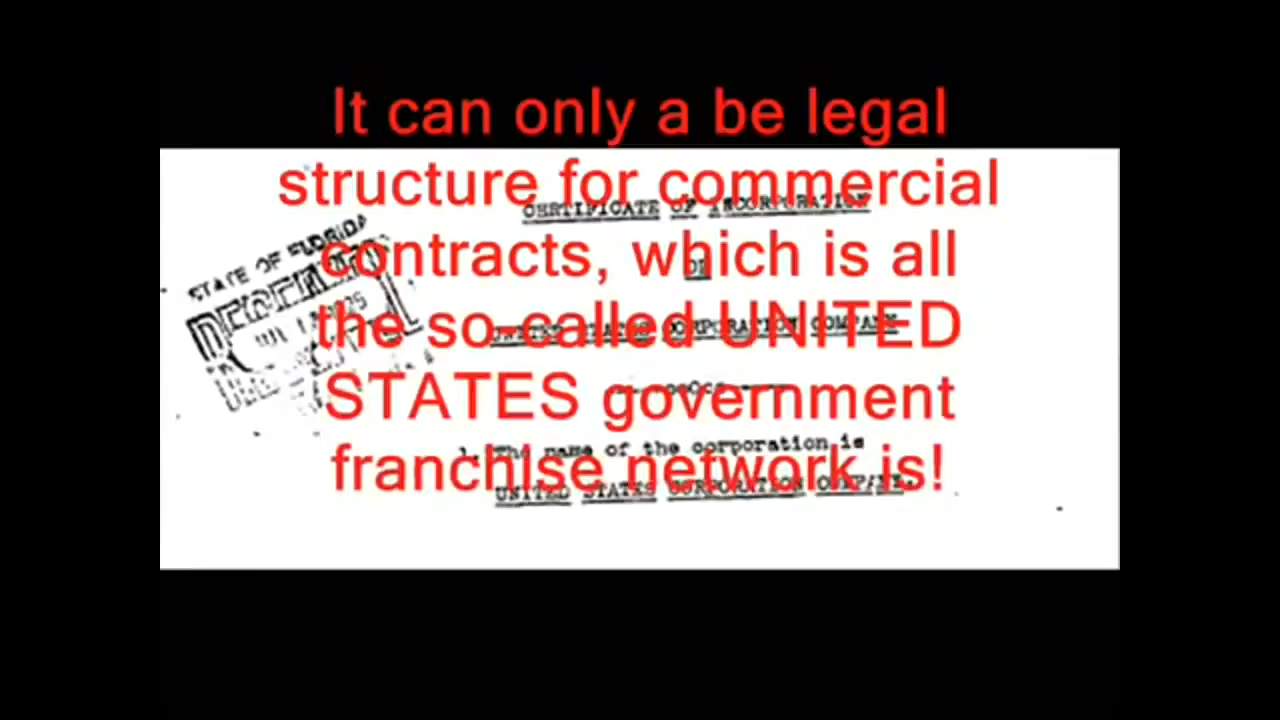 It can only a be legal
structure for commercial
CERTIFICATE OF INCORPORATION
STATE OF FLORIDA
contracts, which is all
OF
the so-called UNITED
UNITED STATES CORPORATION COMPANY
STATES government
1. The name of the corporation is
franchise network is!
UNITED STATES CORPORATION COMPANY.